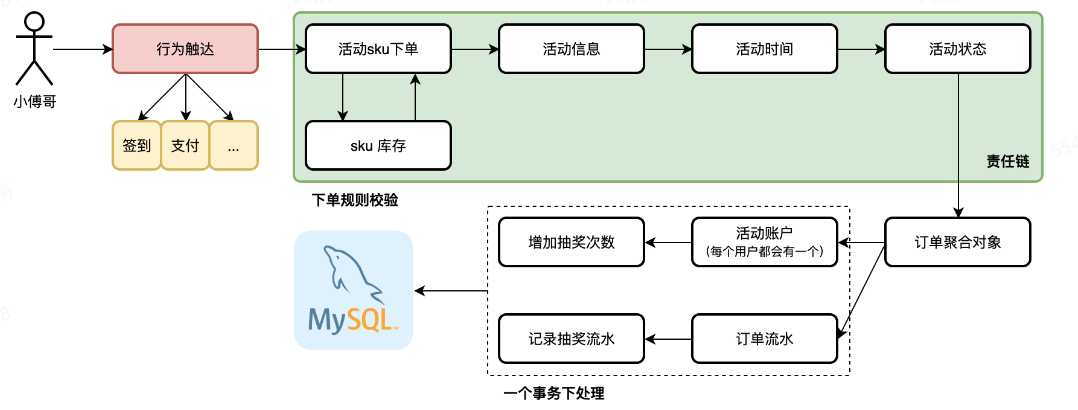 小傅哥
行为触达
签到
支付
...
活动sku下单
活动信息
活动时间
活动状态
sku 库存
责任链
下单规则校验
增加抽奖次数
活动账户
(每个用户都会有一个)
订单聚合对象
MySQL
记录抽奖流水
订单流水
一个事务下处理